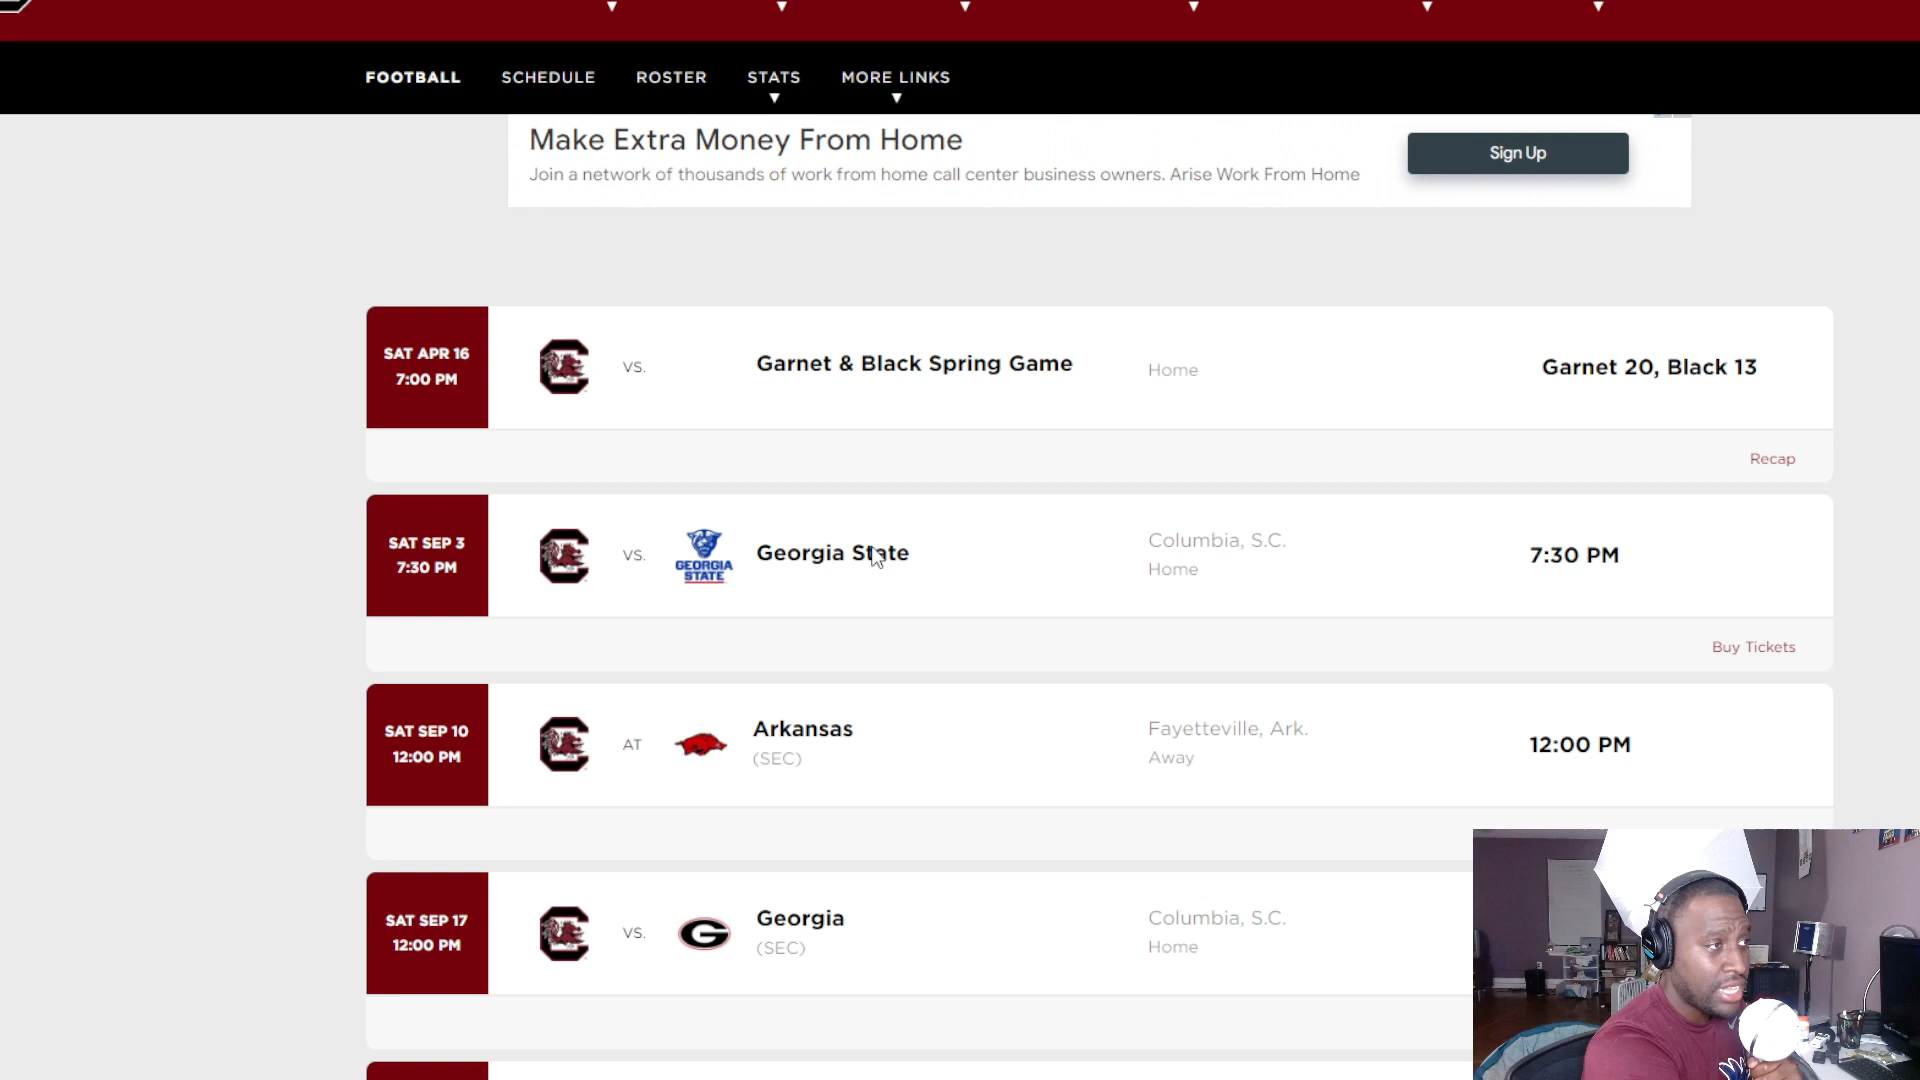 FOOTBALL SCHEDULE ROSTER STATS MORE LINKS
Make Extra Money From Home
Join a network of thousands of work from home call center business owners. Arise Work From Home
Sign Up
SAT APR 16
7:00 PM
VS.
Garnet & Black Spring Game
Home
Garnet 20, Black 13
Recap
SAT SEP 3
7:30 PM
VS.
GEORGIA
STATE
Georgia State
Columbia, S.C.
Home
7:30 PM
Buy Tickets
SAT SEP 10
12:00 PM
AT
Arkansas
(SEC)
Fayetteville, Ark.
Away
12:00 PM
SAT SEP 17
12:00 PM
VS.
G
Georgia
(SEC)
Columbia, S.C.
Home